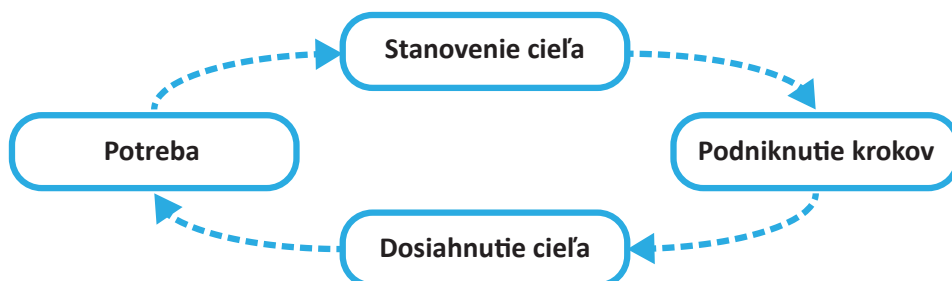 Stanovenie cieľa
Potreba
Podniknutie krokov
Dosiahnutie cieľa